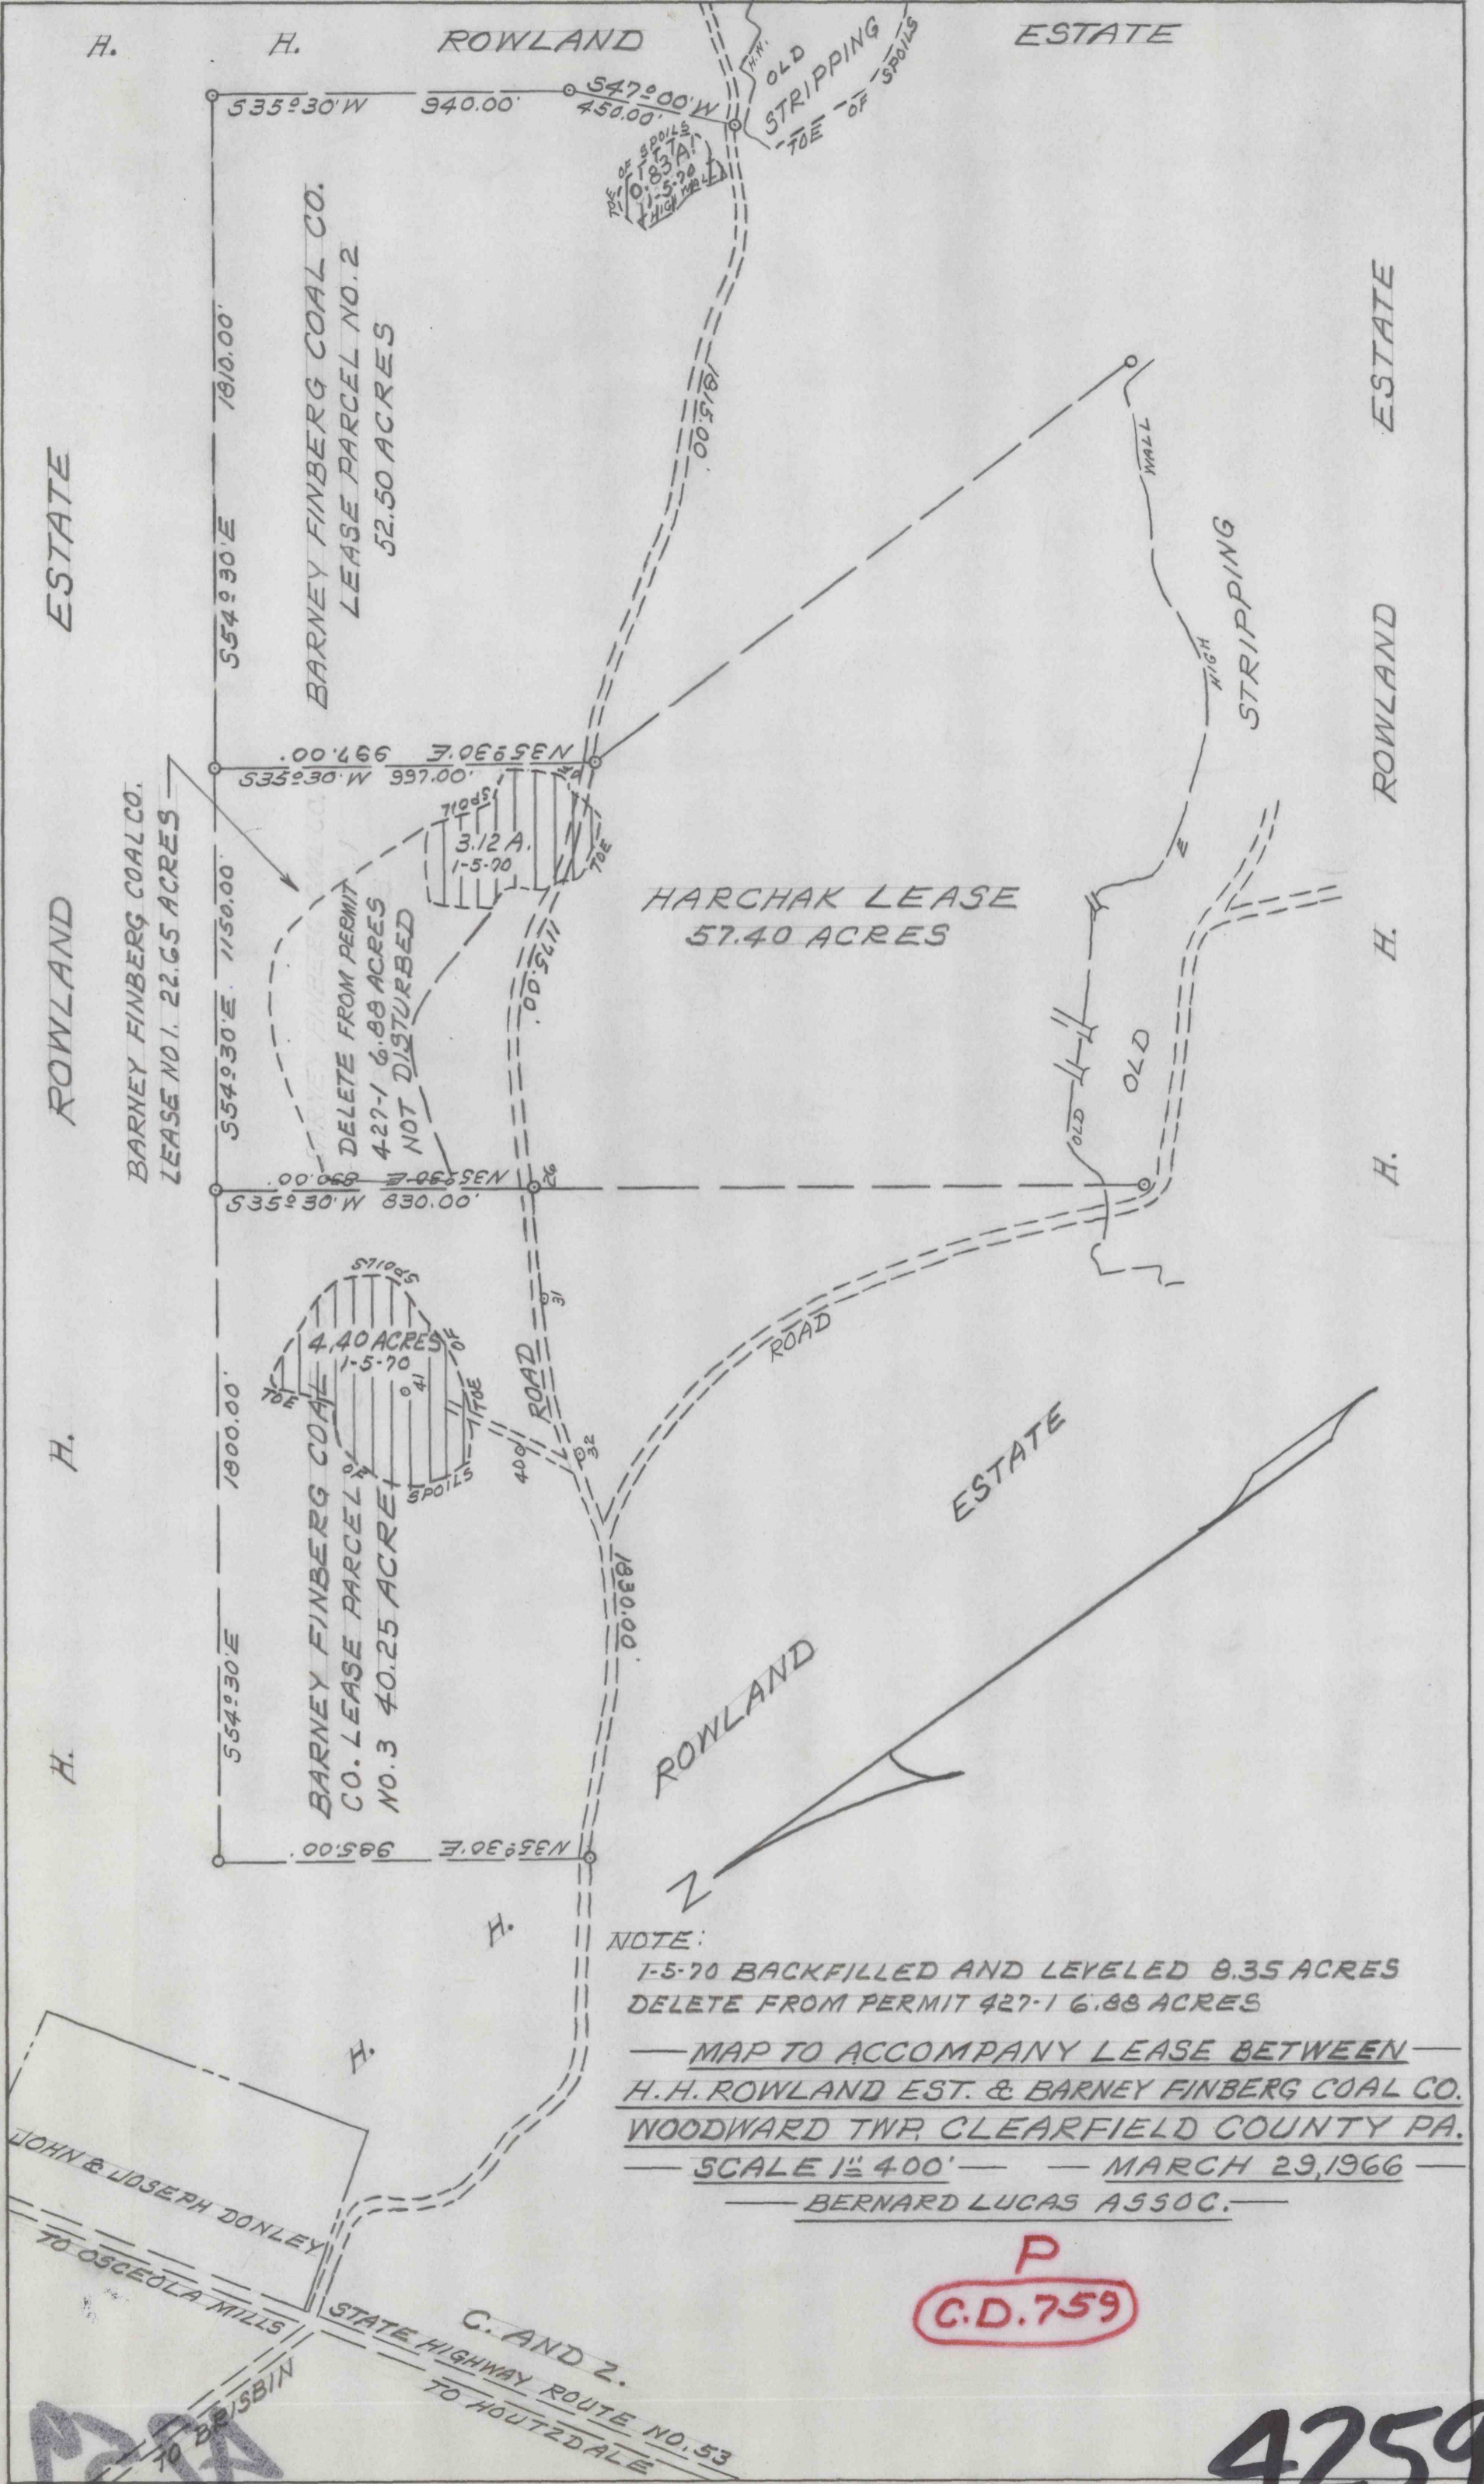 H. H. ROWLAND ESTATE
S35°30'W 940.00'
S47°00'W
450.00'
H.W.
OLD
STRIPPING
TOE OF SPOILS
TOE OF SPOILS
0.83A.
1-5-70
HIGH WALL
BARNEY FINBERG COAL CO.
LEASE PARCEL NO. 2
52.50 ACRES
S54°30'E 1810.00'
1815.00'
H. H. ROWLAND ESTATE
H. H. ROWLAND ESTATE
WALL
HIGH
STRIPPING
OLD
OLD
N35°30'E 997.00'
S35°30'W 997.00'
BARNEY FINBERG COAL CO.
LEASE NO 1. 22.65 ACRES
SPOIL
3.12 A.
1-5-70
TOE
HARCHAK LEASE
57.40 ACRES
S54°30'E 1150.00'
DELETE FROM PERMIT
427-1 6.88 ACRES
NOT DISTURBED
1175.00'
N35°30'E 830.00'
S35°30'W 830.00'
26
31
SPOILS
OF
TOE
4.40 ACRES
1-5-70
41
TOE
TOE
OF
SPOILS
ROAD
400
32
ROAD
BARNEY FINBERG COAL
CO. LEASE PARCEL
NO. 3 40.25 ACRE
S54°30'E 1800.00'
1830.00'
N35°30'E 985.00'
H. H. ROWLAND ESTATE
N
NOTE:
1-5-70 BACKFILLED AND LEVELED 8.35 ACRES
DELETE FROM PERMIT 427-1 6.88 ACRES
MAP TO ACCOMPANY LEASE BETWEEN
H.H. ROWLAND EST. & BARNEY FINBERG COAL CO.
WOODWARD TWP. CLEARFIELD COUNTY PA.
SCALE 1"=400' MARCH 29, 1966
BERNARD LUCAS ASSOC.
P
C.D. 759
JOHN & JOSEPH DONLEY
TO OSCEOLA MILLS
STATE HIGHWAY ROUTE NO. 53
C. AND Z.
TO HOUTZDALE
TO BRISBIN
4259